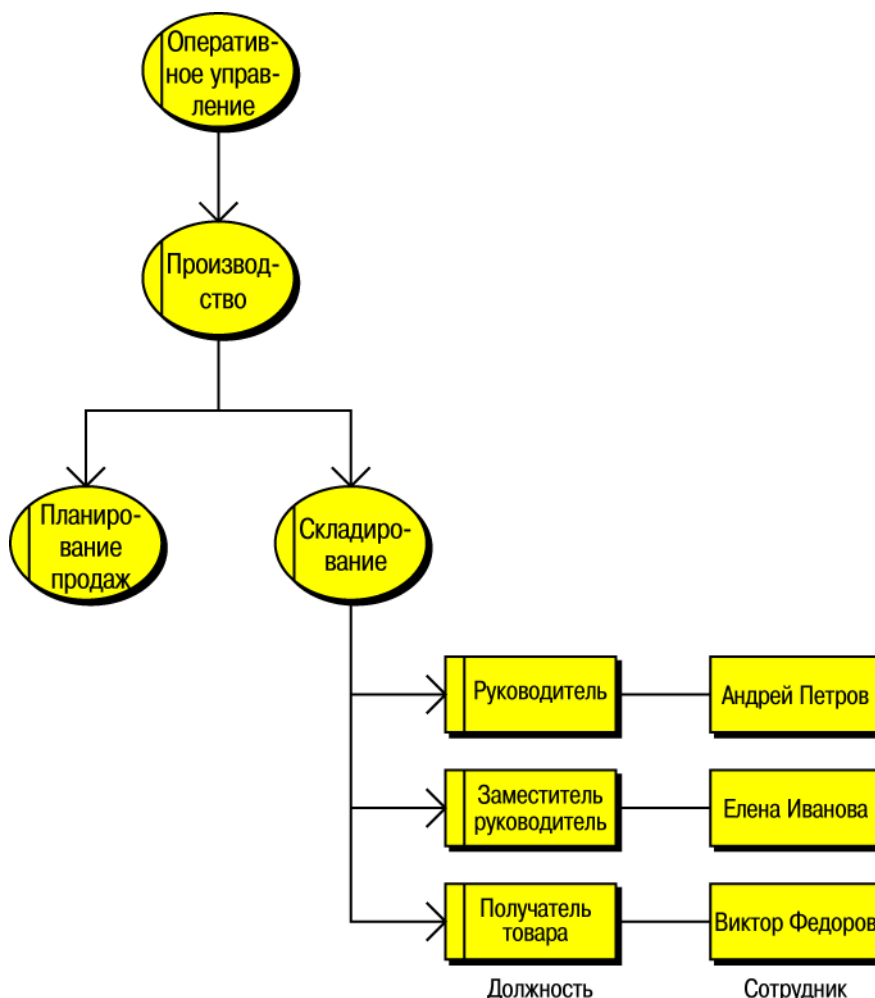 Оператив-
ное управ-
ление
Производ-
ство
Планиро-
вание
продаж
Складиро-
вание
Руководитель
Андрей Петров
Заместитель
руководитель
Елена Иванова
Получатель
товара
Виктор Федоров
Должность
Сотрудник